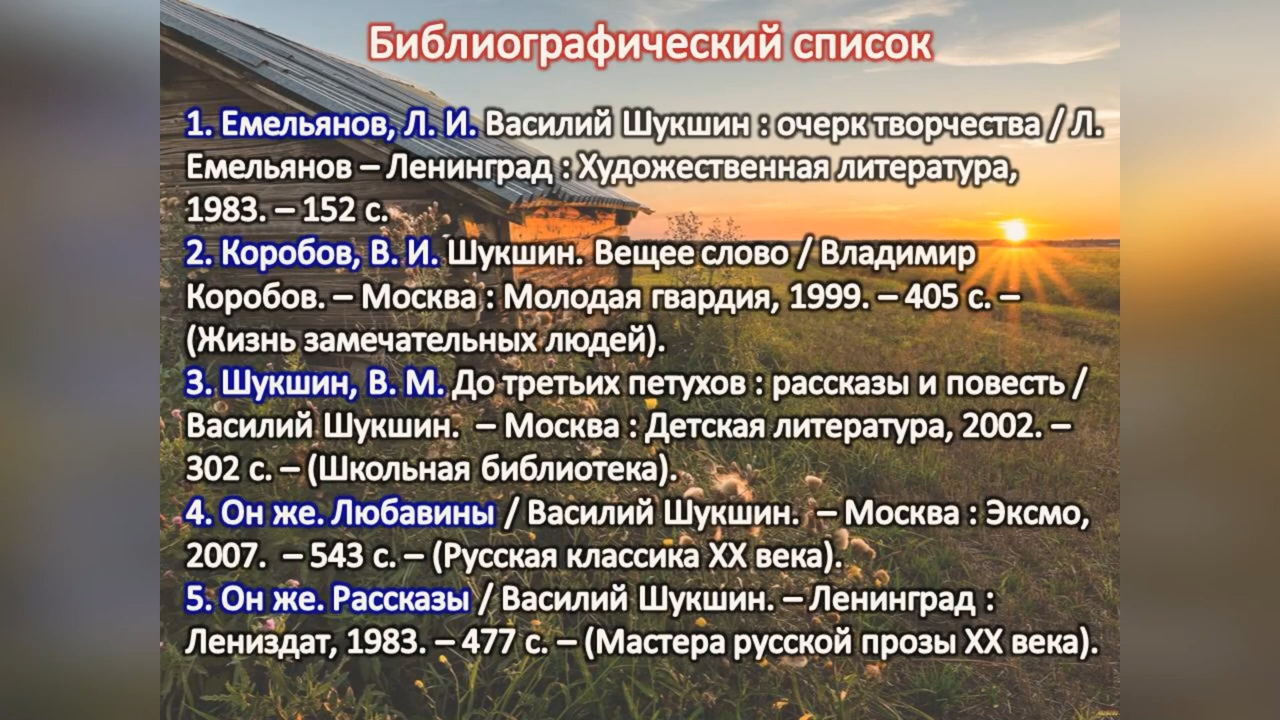 Библиографический список
1. Емельянов, Л. И. Василий Шукшин : очерк творчества / Л.
Емельянов – Ленинград : Художественная литература,
1983. – 152 с.
2. Коробов, В. И. Шукшин. Вещее слово / Владимир
Коробов. – Москва : Молодая гвардия, 1999. – 405 с. –
(Жизнь замечательных людей).
3. Шукшин, В. М. До третьих петухов : рассказы и повесть /
Василий Шукшин. – Москва : Детская литература, 2002. –
302 с. – (Школьная библиотека).
4. Он же. Любавины / Василий Шукшин. – Москва : Эксмо,
2007. – 543 с. – (Русская классика XX века).
5. Он же. Рассказы / Василий Шукшин. – Ленинград :
Лениздат, 1983. – 477 с. – (Мастера русской прозы XX века).